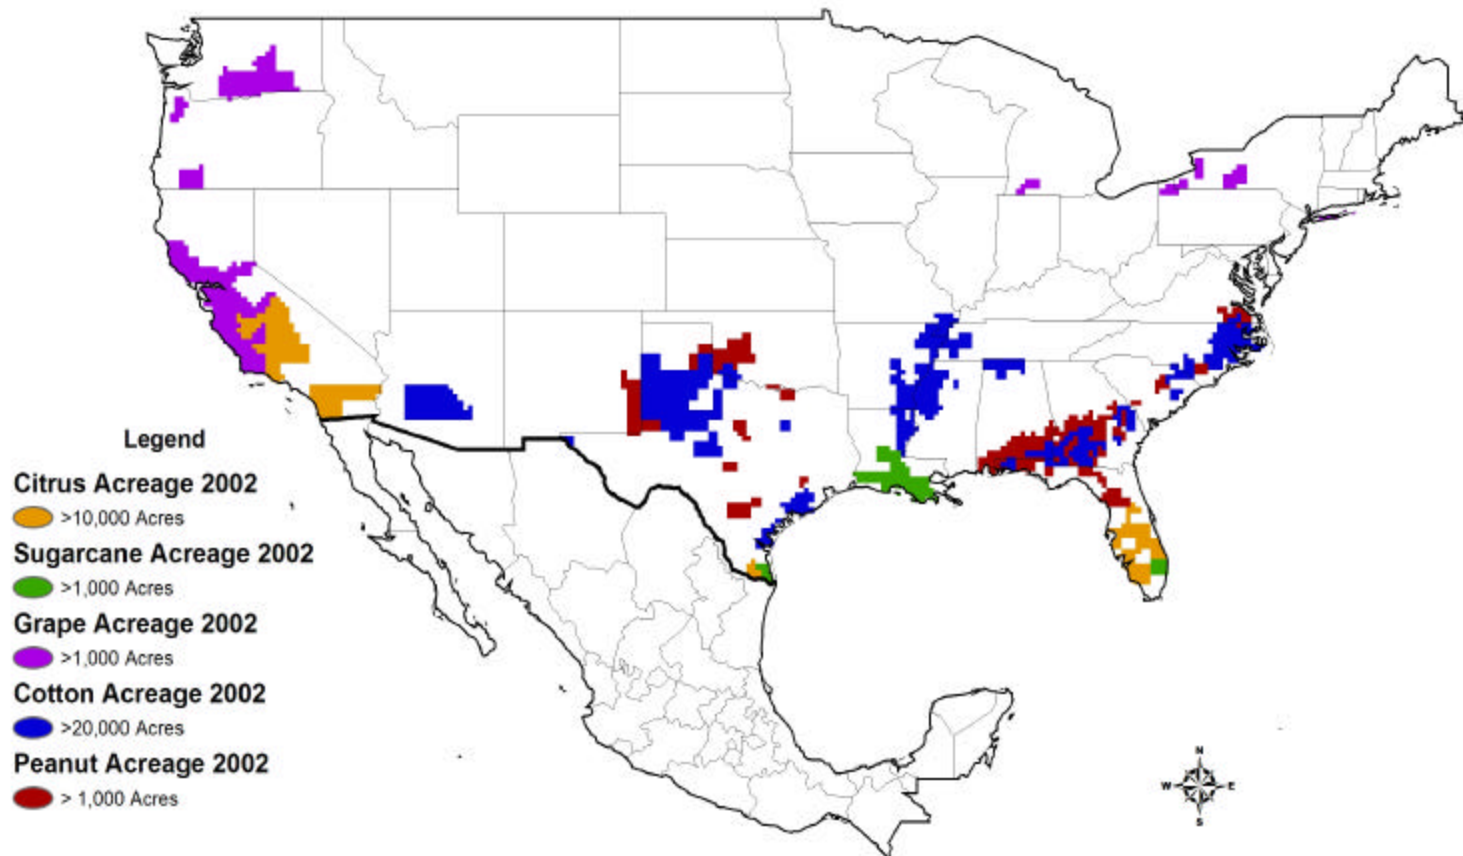 Legend
Citrus Acreage 2002
>10,000 Acres
Sugarcane Acreage 2002
>1,000 Acres
Grape Acreage 2002
>1,000 Acres
Cotton Acreage 2002
>20,000 Acres
Peanut Acreage 2002
> 1,000 Acres
N
W E
S